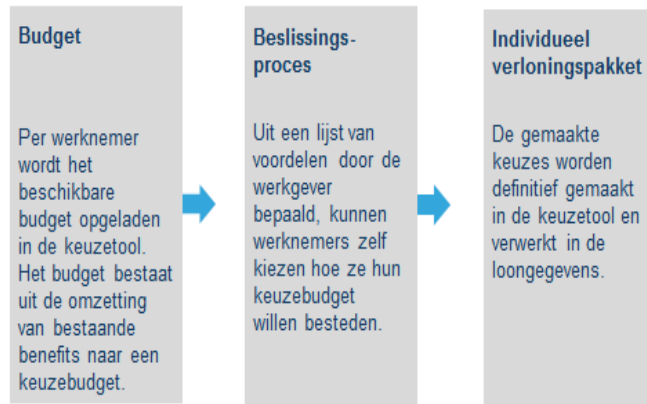 Budget
Per werknemer
wordt het
beschikbare
budget opgeladen
in de keuzetool.
Het budget bestaat
uit de omzetting
van bestaande
benefits naar een
keuzebudget.
Beslissings-
proces
Uit een lijst van
voordelen door de
werkgever
bepaald, kunnen
werknemers zelf
kiezen hoe ze hun
keuzebudget
willen besteden.
Individueel
verloningspakket
De gemaakte
keuzes worden
definitief gemaakt
in de keuzetool en
verwerkt in de
loongegevens.